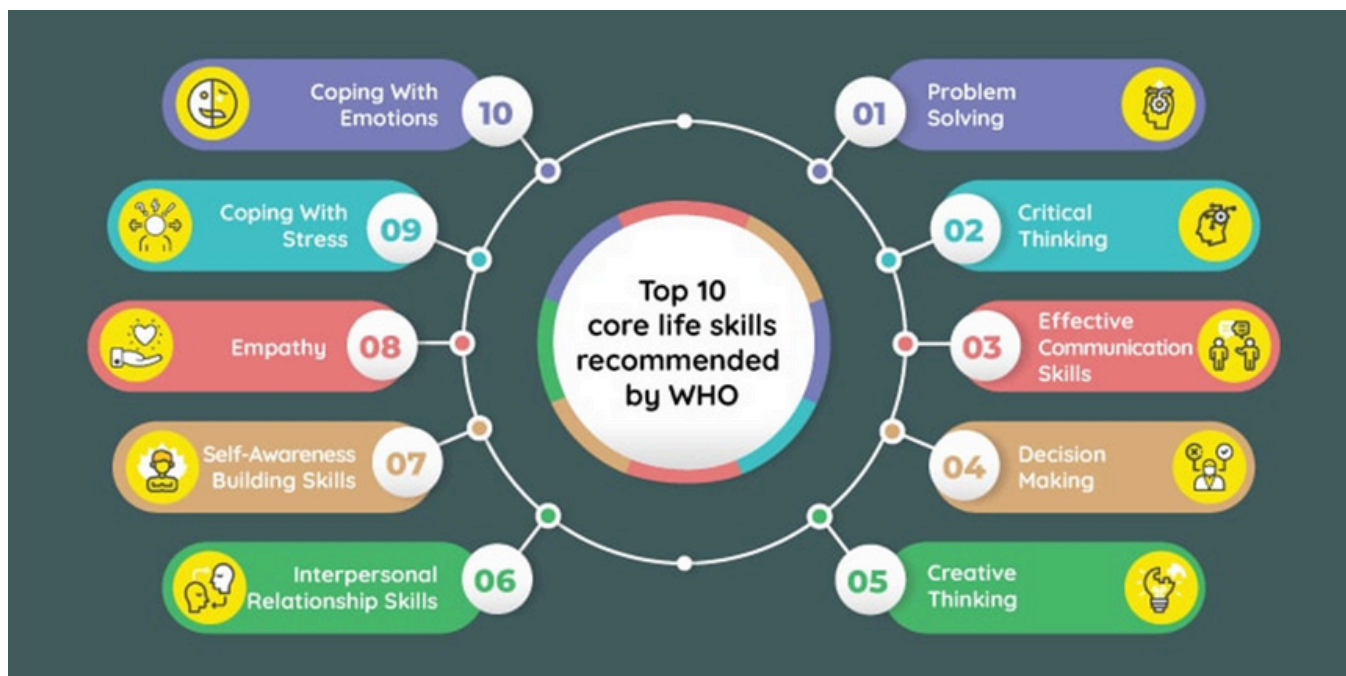 Top 10
core life skills
recommended
by WHO
01
Problem
Solving
02
Critical
Thinking
03
Effective
Communication
Skills
04
Decision
Making
05
Creative
Thinking
06
Interpersonal
Relationship Skills
07
Self-Awareness
Building Skills
08
Empathy
09
Coping With
Stress
10
Coping With
Emotions